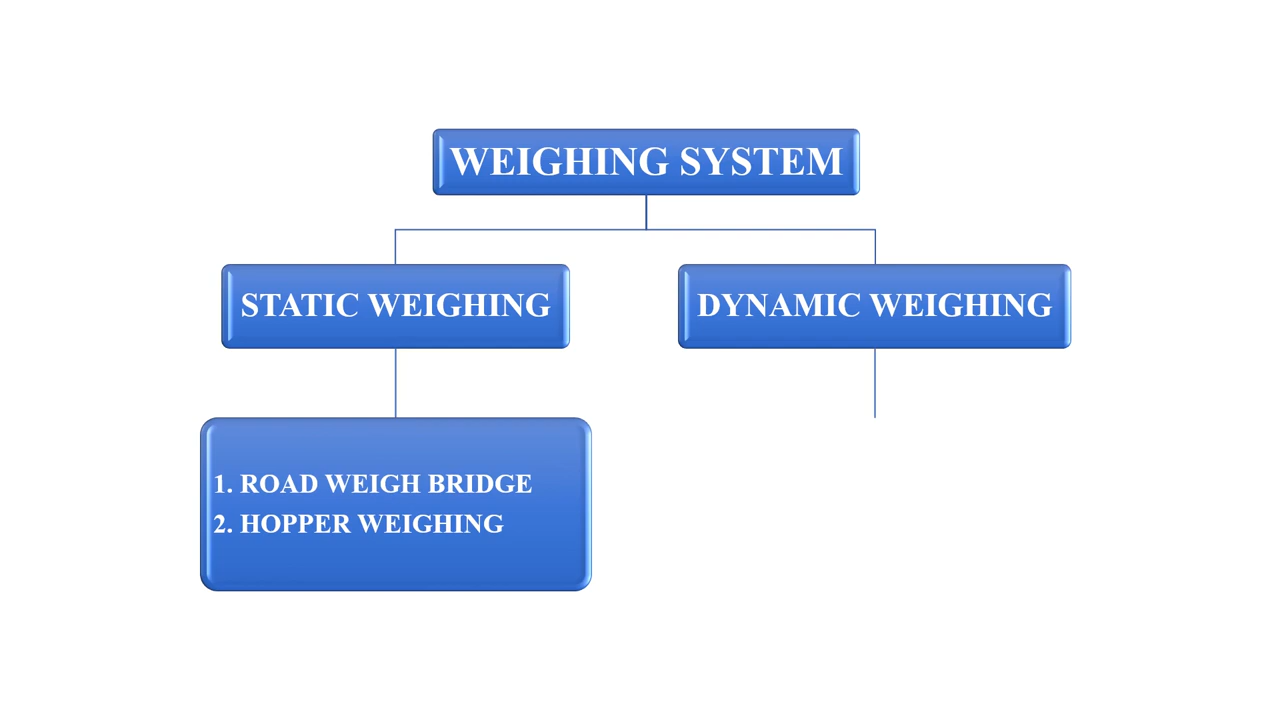 WEIGHING SYSTEM
STATIC WEIGHING
DYNAMIC WEIGHING
1. ROAD WEIGH BRIDGE
2. HOPPER WEIGHING